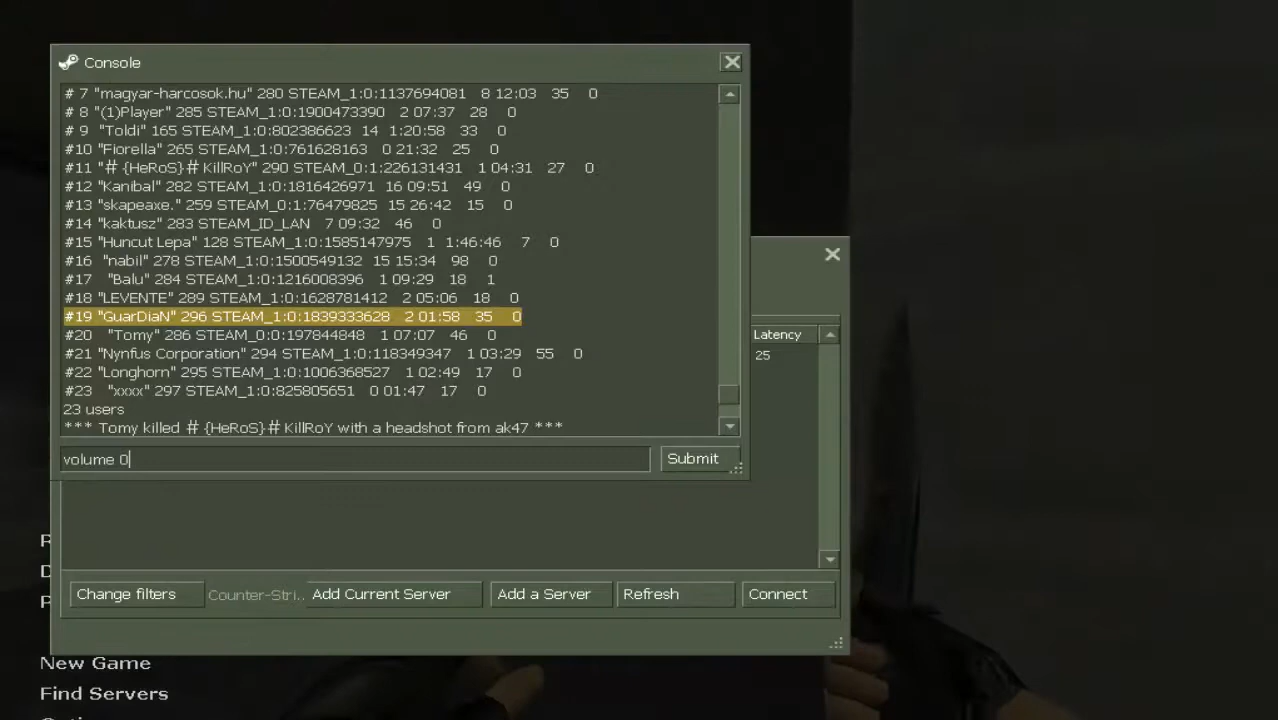 Console
# 7 "magyar-harcosok.hu" 280 STEAM_1:0:1137694081 8 12:03 35 0
# 8 "(1)Player" 285 STEAM_1:0:1900473390 2 07:37 28 0
# 9 "Toldi" 165 STEAM_1:0:802386623 14 1:20:58 33 0
#10 "Fiorella" 265 STEAM_1:0:761628163 0 21:32 25 0
#11 "#{HeRoS}#KillRoY" 290 STEAM_0:1:226131431 1 04:31 27 0
#12 "Kanibal" 282 STEAM_1:0:1816426971 16 09:51 49 0
#13 "skapeaxe." 259 STEAM_1:0:76479825 15 26:42 15 0
#14 "kaktusz" 283 STEAM_ID_LAN 7 09:32 46 0
#15 "Huncut Lepa" 128 STEAM_1:0:1585147975 1 1:46:46 7 0
#16 "nabil" 278 STEAM_1:0:1500549132 15 15:34 98 0
#17 "Balu" 284 STEAM_1:0:1216008396 1 09:29 18 1
#18 "LEVENTE" 289 STEAM_1:0:1628781412 2 05:06 18 0
#19 "GuarDiaN" 296 STEAM_1:0:1839333628 2 01:58 35 0
#20 "Tomy" 286 STEAM_0:0:197844848 1 07:07 46 0
#21 "Nynfus Corporation" 294 STEAM_1:0:118349347 1 03:29 55 0
#22 "Longhorn" 295 STEAM_1:0:1006368527 1 02:49 17 0
#23 "xxxx" 297 STEAM_1:0:825805651 0 01:47 17 0
23 users
*** Tomy killed #{HeRoS}#KillRoY with a headshot from ak47 ***
volume 0
Submit
Latency
25
Change filters
Counter-Stri..
Add Current Server
Add a Server
Refresh
Connect
New Game
Find Servers